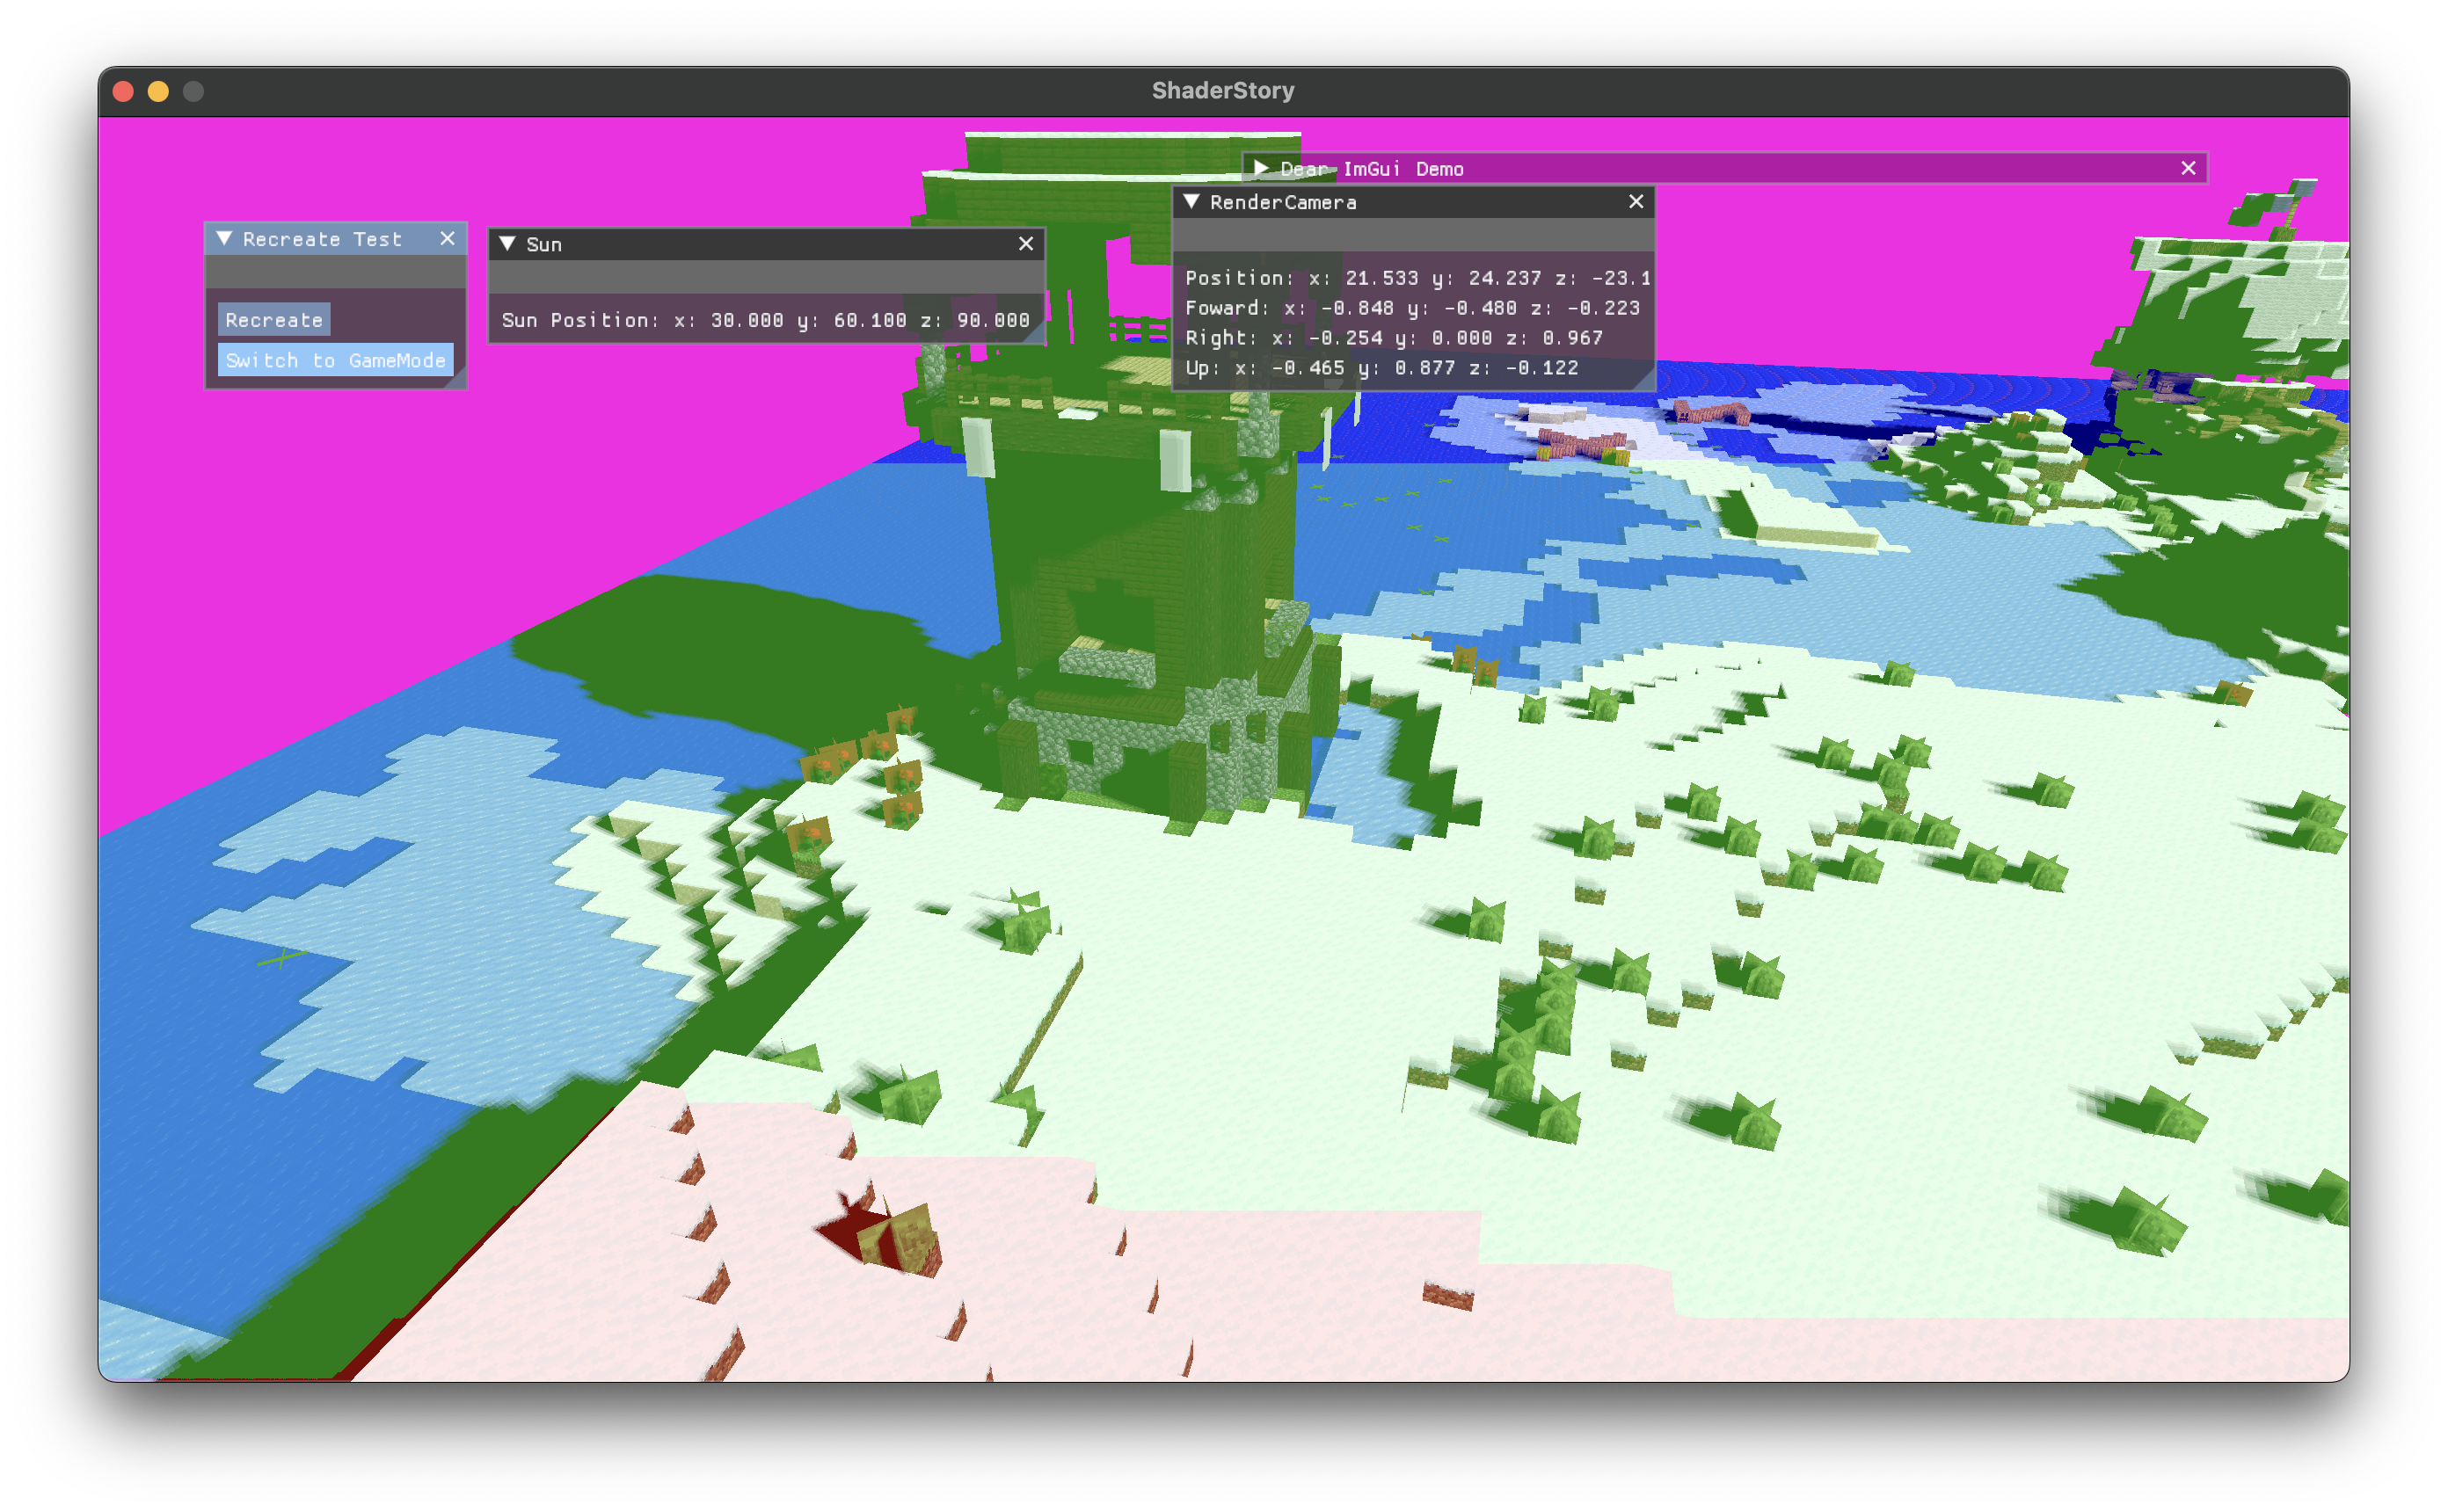 ShaderStory
Dear ImGui Demo
RenderCamera
Position: x: 21.533 y: 24.237 z: -23.1
Foward: x: -0.848 y: -0.480 z: -0.223
Right: x: -0.254 y: 0.000 z: 0.967
Up: x: -0.465 y: 0.877 z: -0.122
Recreate Test
Recreate
Switch to GameMode
Sun
Sun Position: x: 30.000 y: 60.100 z: 90.000